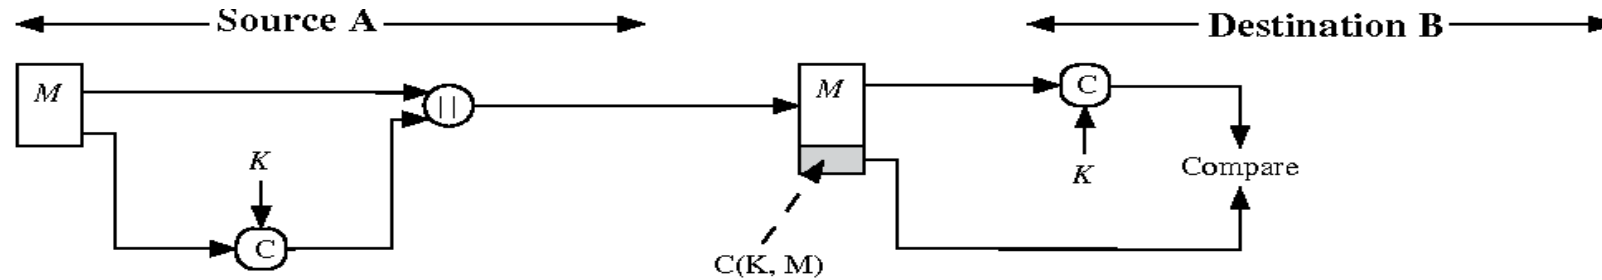 Source A
Destination B
M
||
M
C
K
K
Compare
C
C(K, M)